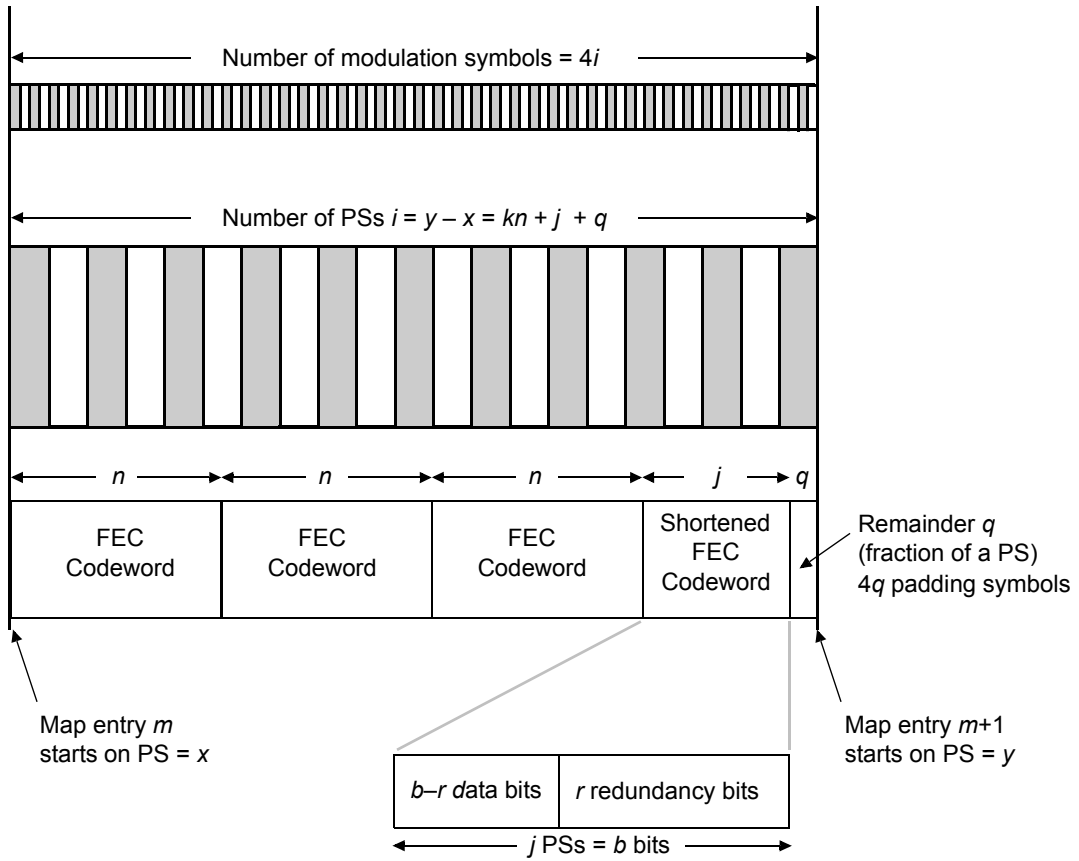 Number of modulation symbols = 4i
Number of PSs i = y – x = kn + j + q
n
n
n
j
q
FEC
Codeword
FEC
Codeword
FEC
Codeword
Shortened
FEC
Codeword
Remainder q
(fraction of a PS)
4q padding symbols
Map entry m
starts on PS = x
Map entry m+1
starts on PS = y
b–r data bits
r redundancy bits
j PSs = b bits